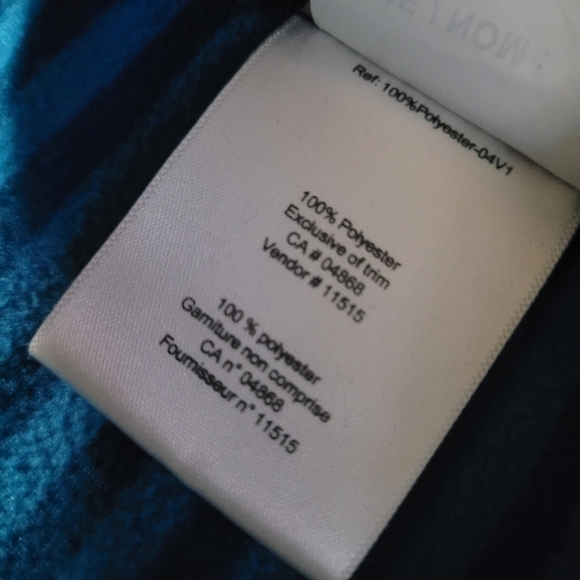 NOM :
Ref: 100%Polyester-04V1
100% Polyester
Exclusive of trim
CA # 04868
Vendor # 11515
100 % polyester
Garniture non comprise
CA n° 04868
Fournisseur n° 11515